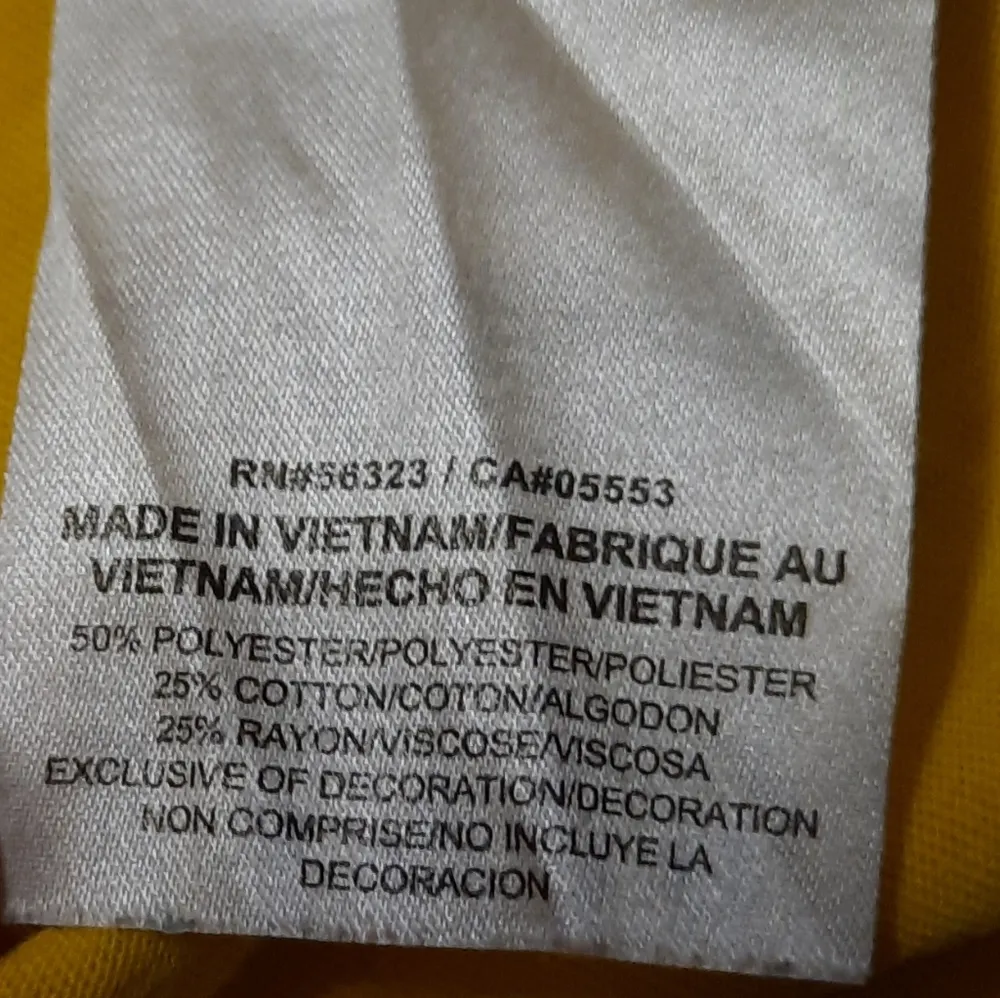 RN#56323 / CA#05553
MADE IN VIETNAM/FABRIQUE AU
VIETNAM/HECHO EN VIETNAM
50% POLYESTER/POLYESTER/POLIESTER
25% COTTON/COTON/ALGODON
25% RAYON/VISCOSE/VISCOSA
EXCLUSIVE OF DECORATION/DECORATION
NON COMPRISE/NO INCLUYE LA
DECORACION